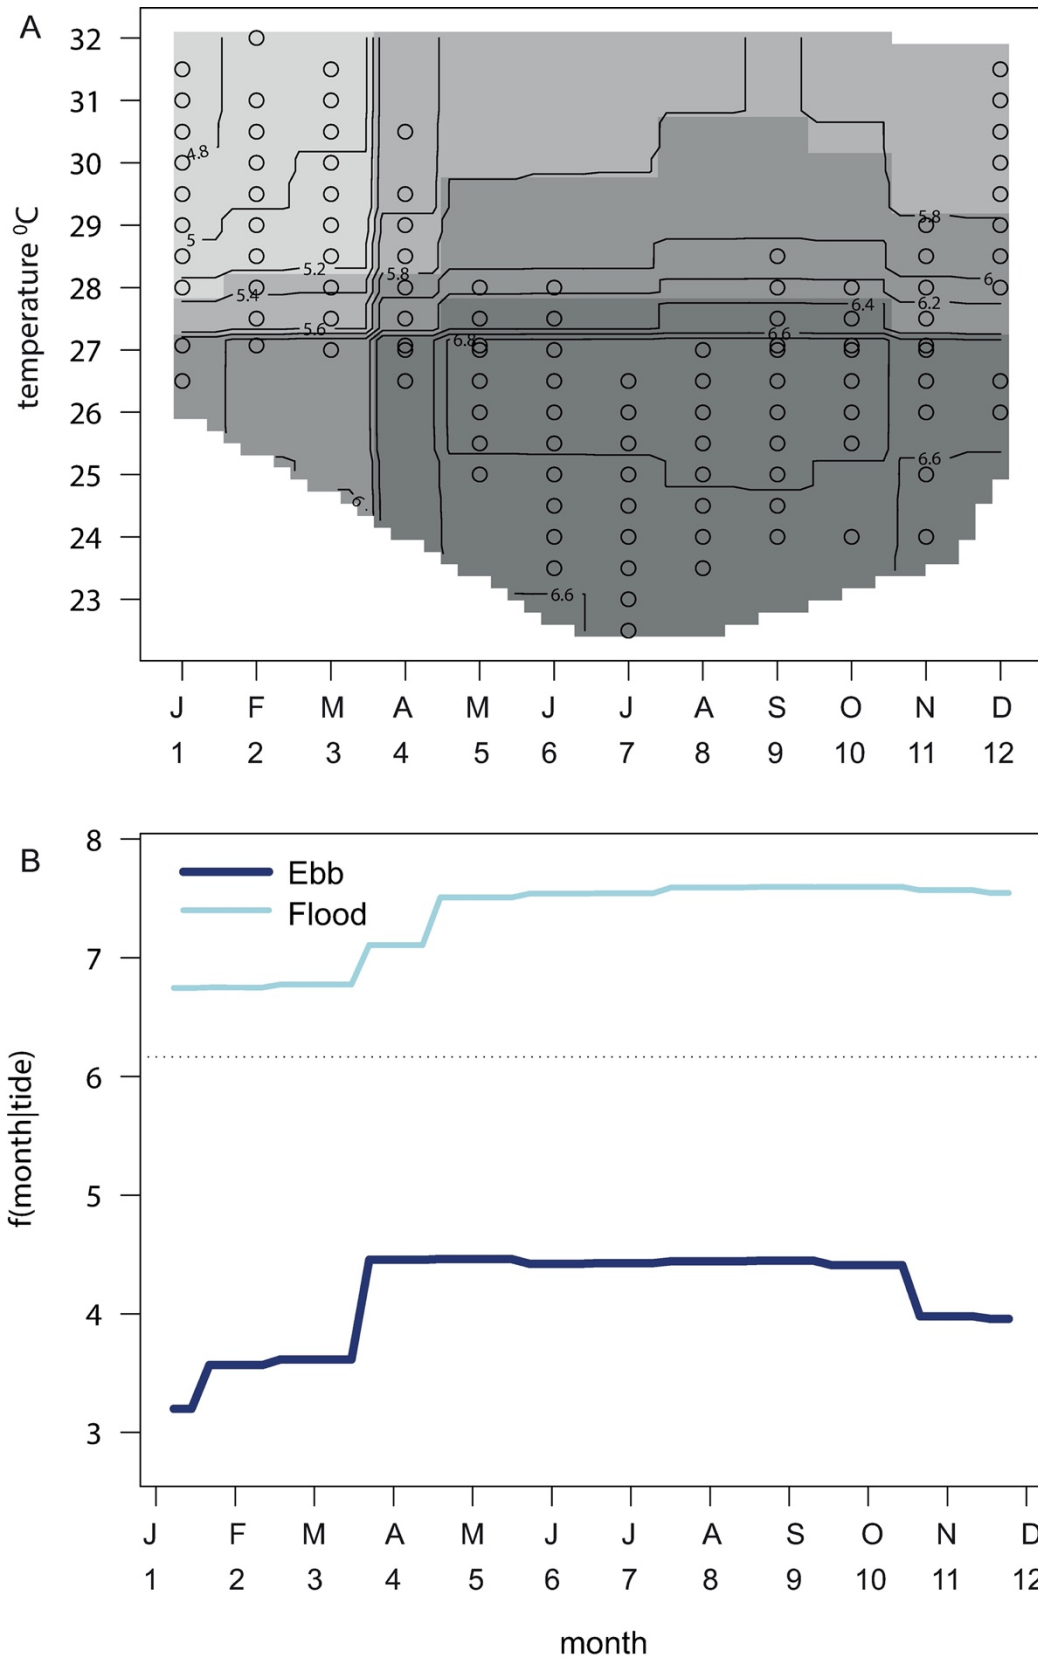 A
temperature ⁰C
32
31
30
29
28
27
26
25
24
23
4.8
5
5.2
5.4
5.6
5.8
6.8
6.
6.6
5.8
6
6.2
6.4
6.6
6.6
J F M A M J J A S O N D
1 2 3 4 5 6 7 8 9 10 11 12
B
f(month|tide)
8
7
6
5
4
3
Ebb
Flood
J F M A M J J A S O N D
1 2 3 4 5 6 7 8 9 10 11 12
month